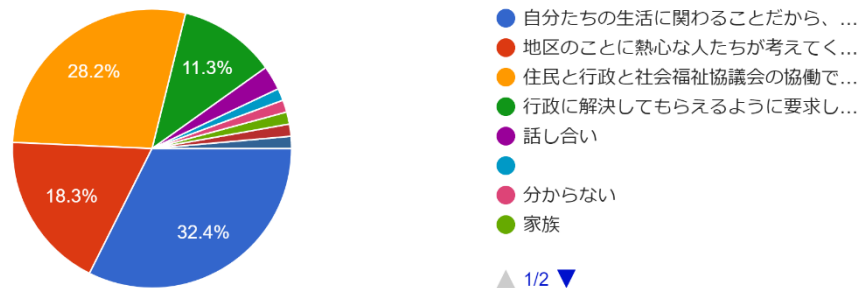 28.2%
11.3%
18.3%
32.4%
自分たちの生活に関わることだから、…
地区のことに熱心な人たちが考えてく…
住民と行政と社会福祉協議会の協働で…
行政に解決してもらえるように要求し…
話し合い
分からない
家族
1/2